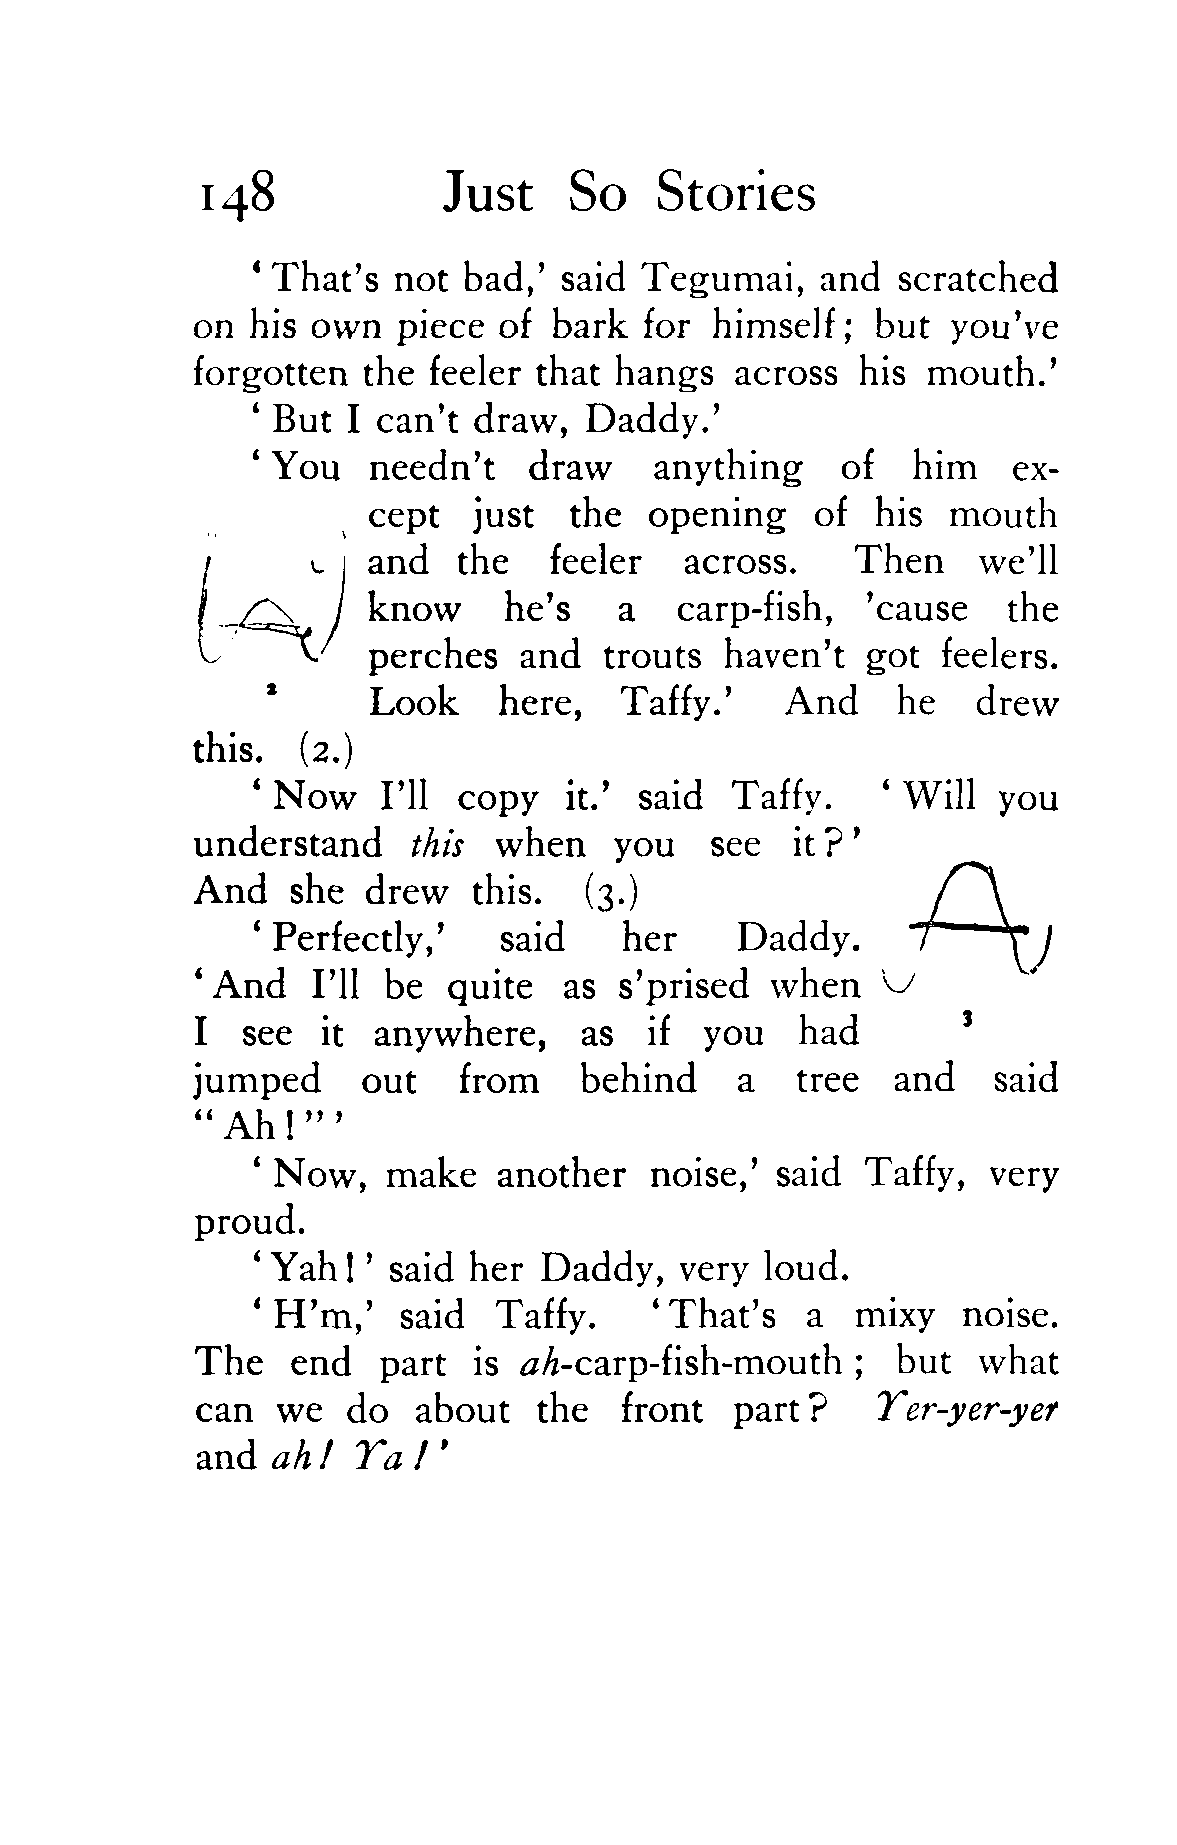 148 Just So Stories
‘ That’s not bad,’ said Tegumai, and scratched
on his own piece of bark for himself ; but you’ve
forgotten the feeler that hangs across his mouth.’
‘ But I can’t draw, Daddy.’
‘ You needn’t draw anything of him ex-
cept just the opening of his mouth
and the feeler across. Then we’ll
know he’s a carp-fish, ’cause the
perches and trouts haven’t got feelers.
2
Look here, Taffy.’ And he drew
this. (2.)
‘ Now I’ll copy it.’ said Taffy. ‘ Will you
understand this when you see it ? ’
And she drew this. (3.)
‘ Perfectly,’ said her Daddy.
‘ And I’ll be quite as s’prised when
I see it anywhere, as if you had
3
jumped out from behind a tree and said
“ Ah ! ” ’
‘ Now, make another noise,’ said Taffy, very
proud.
‘ Yah ! ’ said her Daddy, very loud.
‘ H’m,’ said Taffy. ‘ That’s a mixy noise.
The end part is ah-carp-fish-mouth ; but what
can we do about the front part ? Yer-yer-yer
and ah ! Ya ! ’